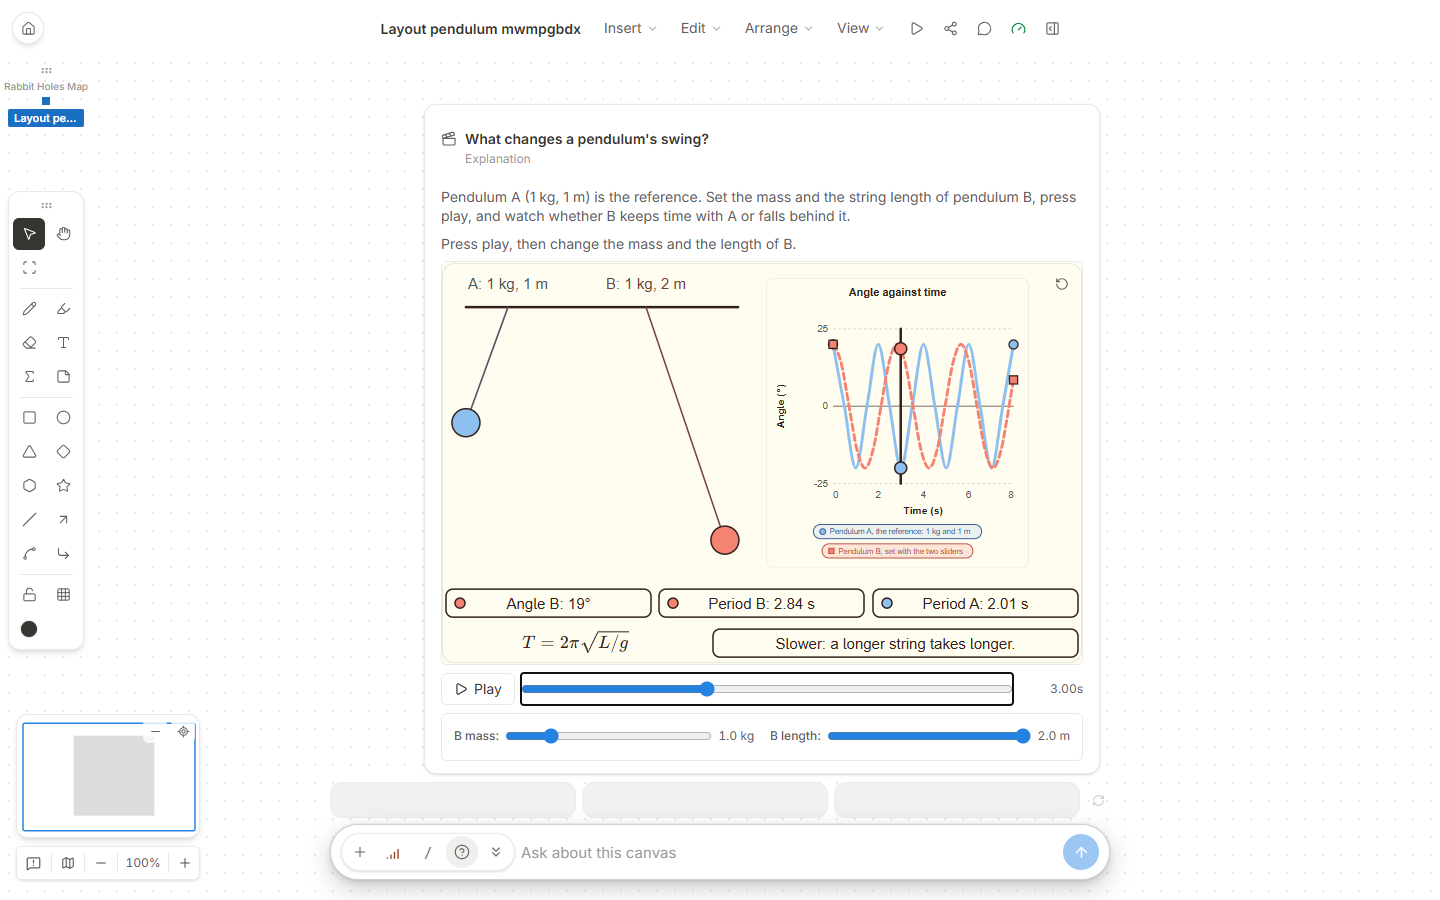 Layout pendulum mwmpgbdx
Insert
Edit
Arrange
View
Rabbit Holes Map
Layout pe...
What changes a pendulum's swing?
Explanation
Pendulum A (1 kg, 1 m) is the reference. Set the mass and the string length of pendulum B, press
play, and watch whether B keeps time with A or falls behind it.
Press play, then change the mass and the length of B.
A: 1 kg, 1 m
B: 1 kg, 2 m
Angle against time
25
0
-25
Angle (°)
0 2 4 6 8
Time (s)
Pendulum A, the reference: 1 kg and 1 m
Pendulum B, set with the two sliders
Angle B: 19°
Period B: 2.84 s
Period A: 2.01 s
T = 2π√L/g
Slower: a longer string takes longer.
Play
3.00s
B mass:
1.0 kg
B length:
2.0 m
100%
/
Ask about this canvas